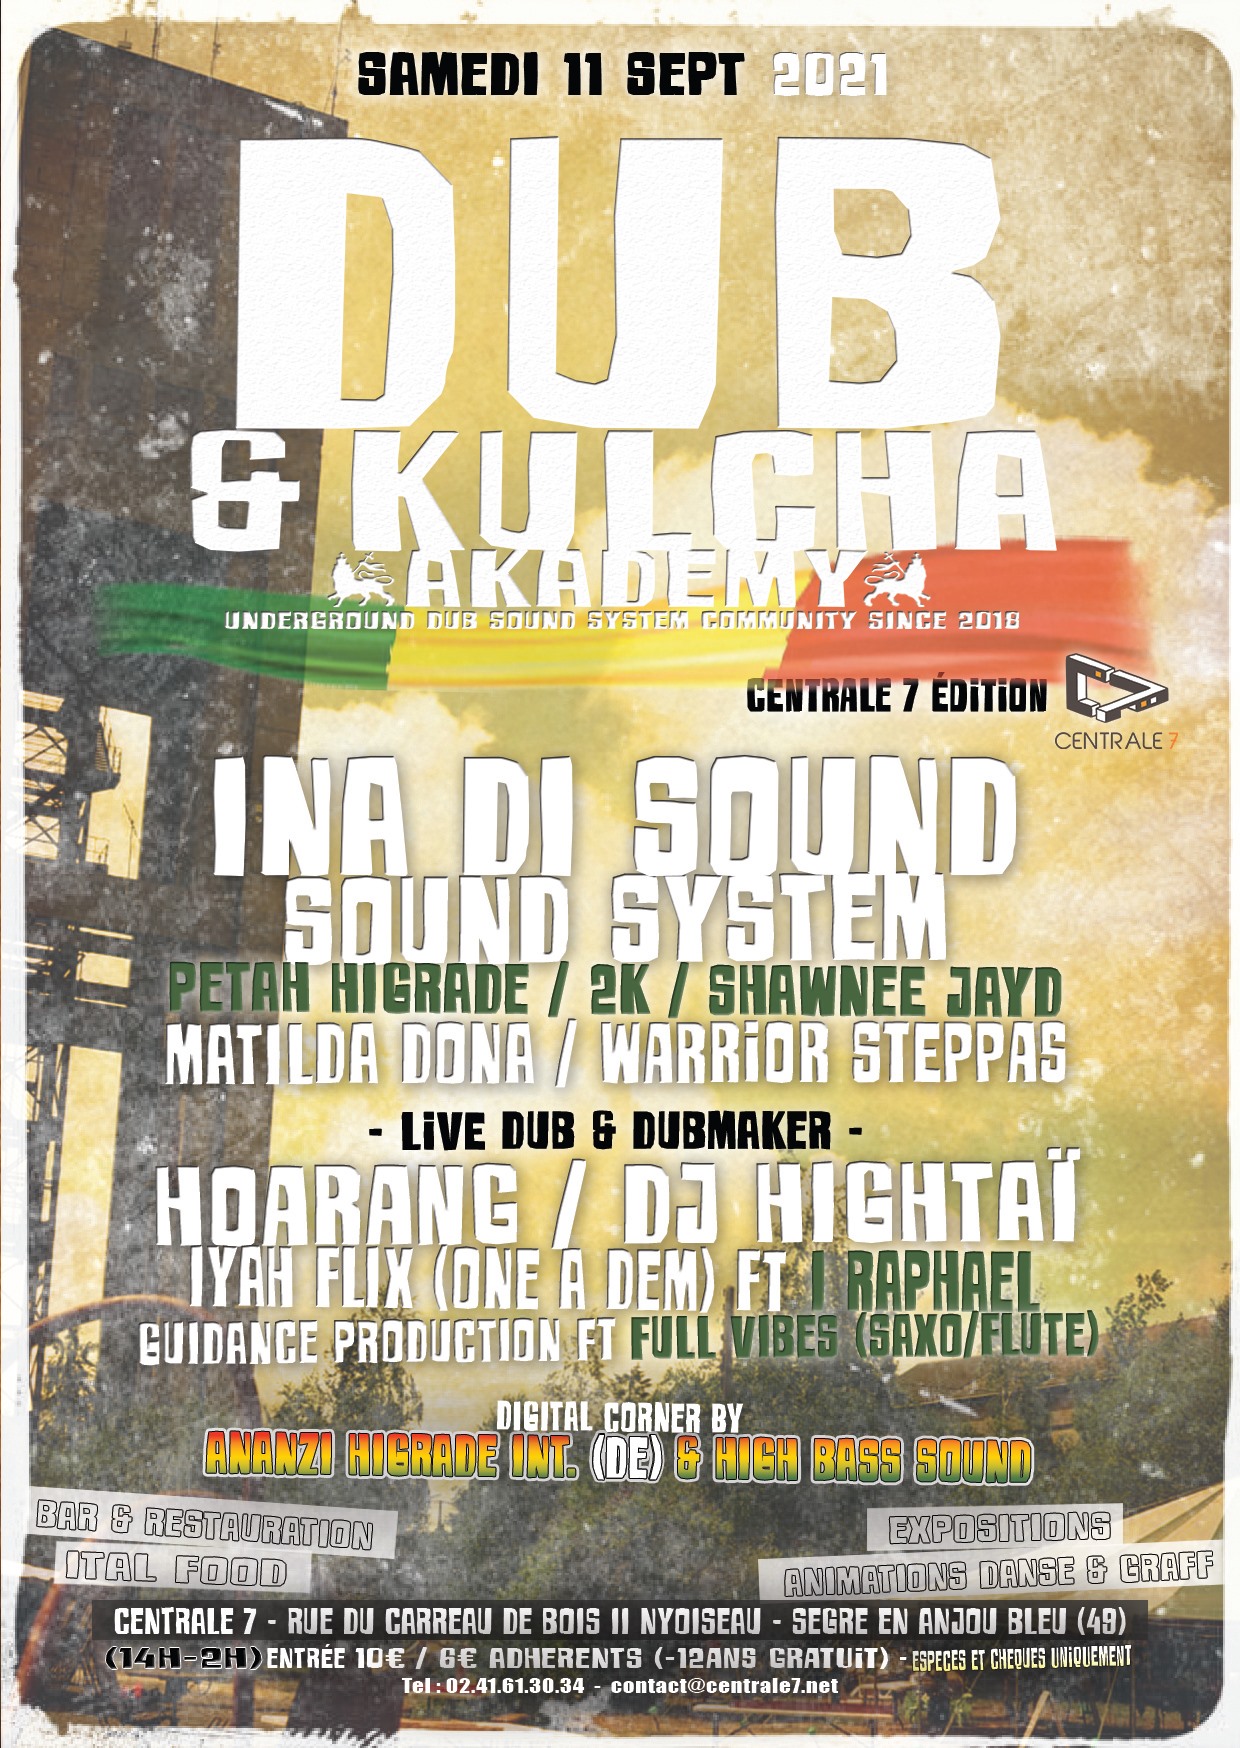 SAMEDI 11 SEPT 2021
DUB
& KULCHA
AKADEMY
UNDERGROUND DUB SOUND SYSTEM COMMUNITY SINCE 2018
CENTRALE 7 ÉDiTiON
CENTRALE 7
INA DI SOUND
SOUND SYSTEM
PETAH HIGRADE / 2K / SHAWNEE JAYD
MATILDA DONA / WARRiOR STEPPAS
- LiVE DUB & DUBMAKER -
HOARANG / DJ HIGHTAÏ
IYAH FLIX (ONE A DEM) FT I RAPHAEL
GUIDANCE PRODUCTION FT FULL VIBES (SAXO/FLUTE)
DIGITAL CORNER BY
ANANZI HIGRADE INT. (DE) & HIGH BASS SOUND
BAR & RESTAURATION
ITAL FOOD
EXPOSITIONS
ANIMATIONS DANSE & GRAFF
CENTRALE 7 - RUE DU CARREAU DE BOIS II NYOISEAU - SEGRE EN ANJOU BLEU (49)
(14H-2H) ENTRÉE 10€ / 6€ ADHERENTS (-12ANS GRATUiT) - ESPECES ET CHEQUES UNiQUEMENT
Tel : 02.41.61.30.34 - contact@centrale7.net